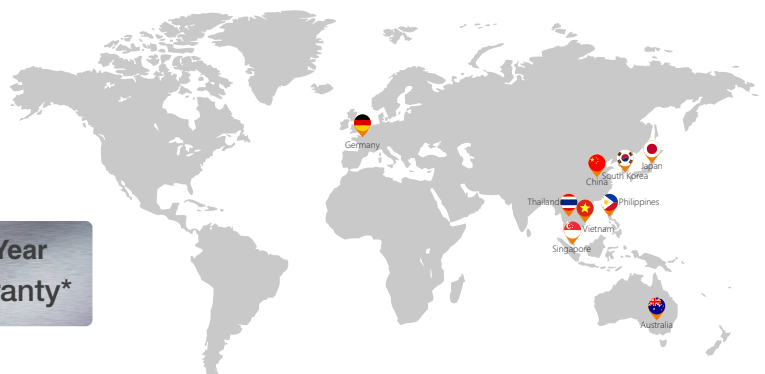 Germany
Japan
South Korea
China
Thailand
Philippines
Vietnam
Singapore
Year
anty*
Australia